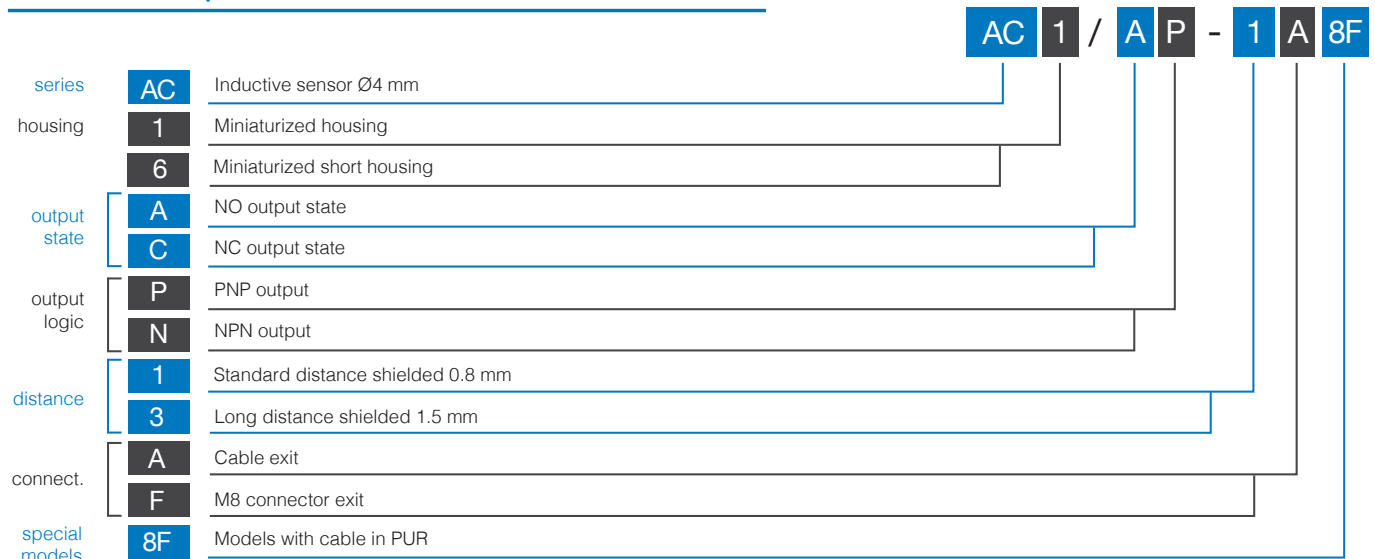 AC 1 / A P - 1 A 8F
series AC Inductive sensor Ø4 mm
housing 1 Miniaturized housing
6 Miniaturized short housing
output state A NO output state
C NC output state
output logic P PNP output
N NPN output
distance 1 Standard distance shielded 0.8 mm
3 Long distance shielded 1.5 mm
connect. A Cable exit
F M8 connector exit
special models 8F Models with cable in PUR